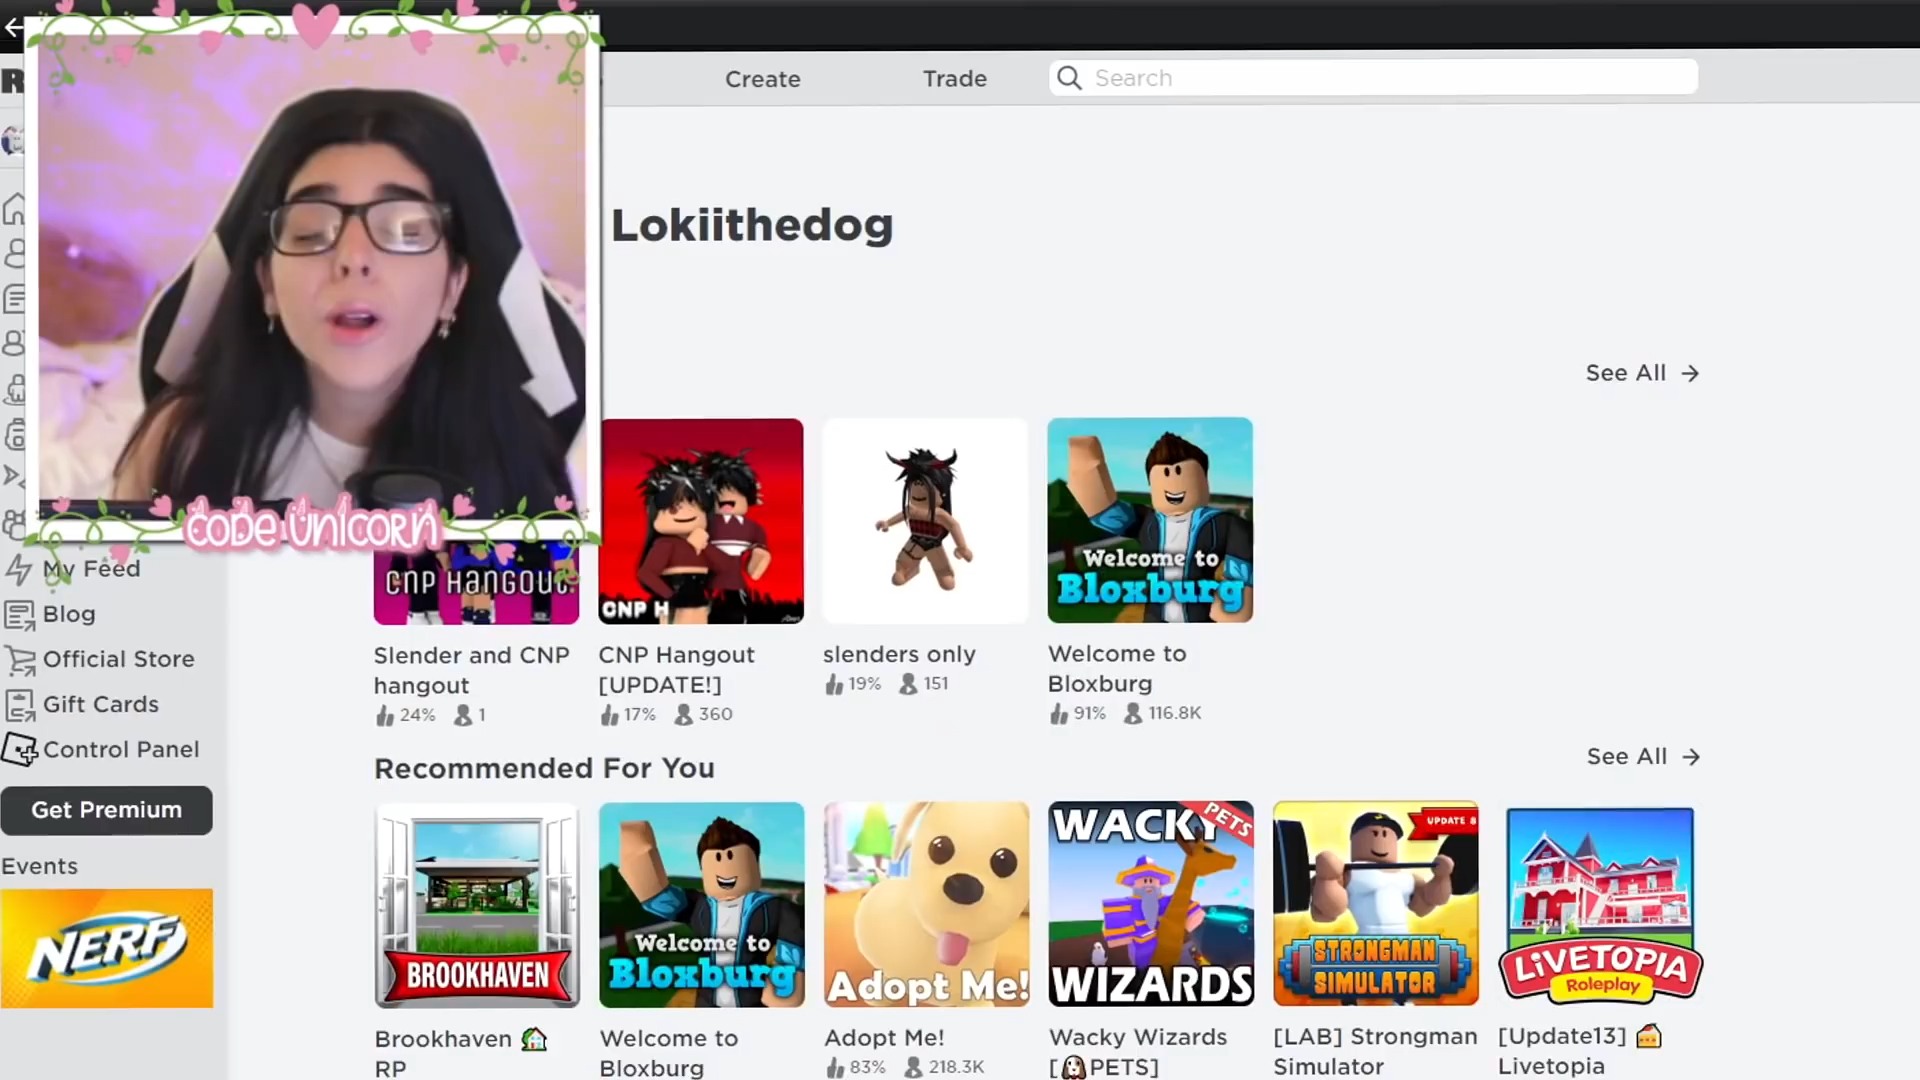 R
Create
Trade
Search
Lokiithedog
See All
CODE UNICORN
My Feed
Blog
Official Store
Gift Cards
Control Panel
Get Premium
Events
NERF
CNP HANGOUT
CNP H
Welcome to
Bloxburg
Slender and CNP
hangout
24% 1
CNP Hangout
[UPDATE!]
17% 360
slenders only
19% 151
Welcome to
Bloxburg
91% 116.8K
Recommended For You
See All
BROOKHAVEN
Welcome to
Bloxburg
Adopt Me!
WACKY
PETS
WIZARDS
UPDATE 8
STRONGMAN
SIMULATOR
LIVETOPIA
Roleplay
Brookhaven 🏠
RP
Welcome to
Bloxburg
Adopt Me!
83% 218.3K
Wacky Wizards
[🐶PETS]
[LAB] Strongman
Simulator
[Update13] 🏠
Livetopia